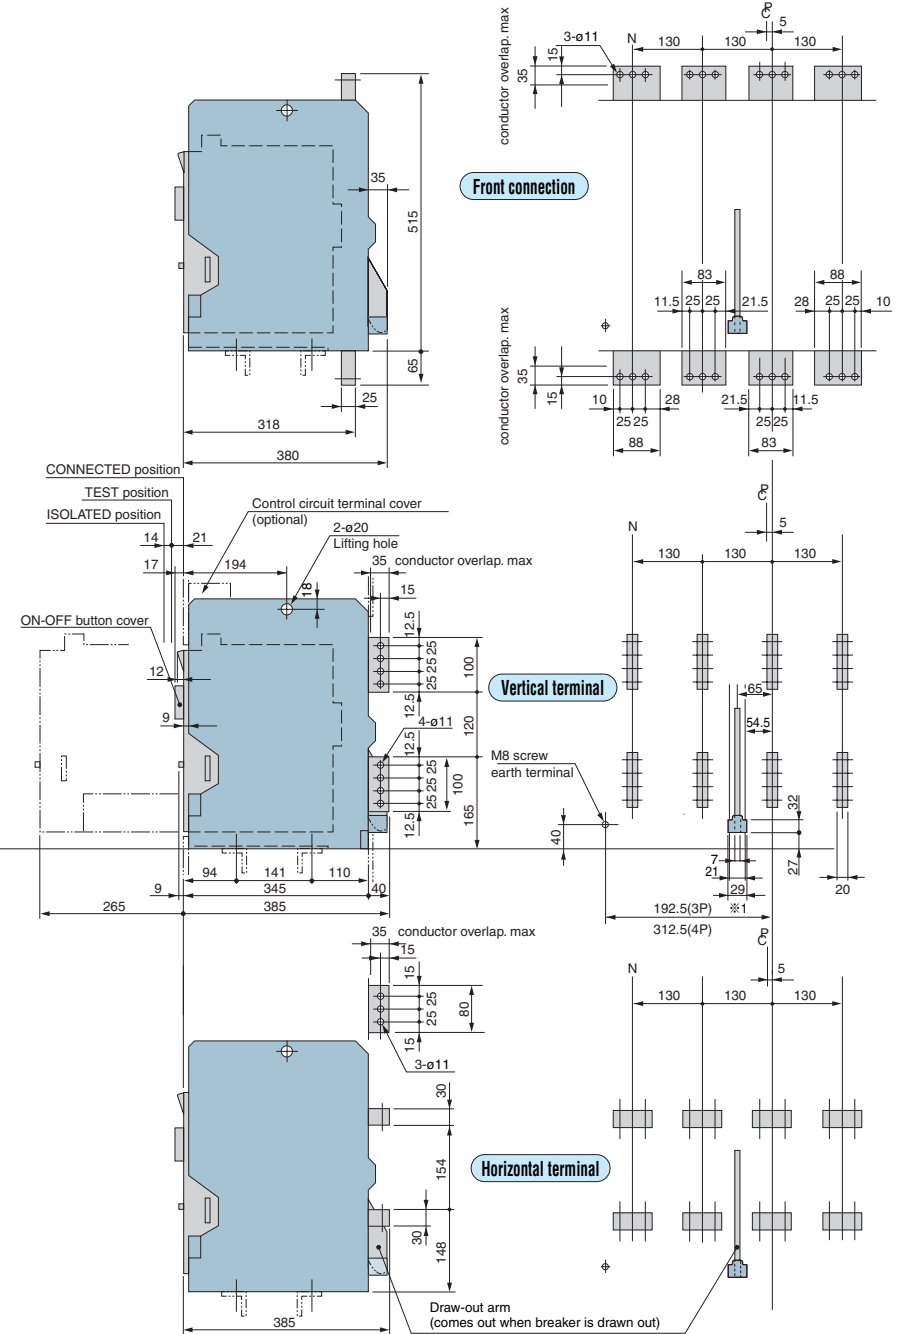 conductor overlap. max
35
15
3-ø11
N
130
130
130
P
C
5
35
515
65
25
318
380
Front connection
83
88
11.5
25
25
21.5
28
25
25
10
conductor overlap. max
35
15
10
25
25
28
88
21.5
25
25
11.5
83
CONNECTED position
TEST position
ISOLATED position
14
21
17
194
Control circuit terminal cover
(optional)
2-ø20
Lifting hole
18
35 conductor overlap. max
15
ON-OFF button cover
12
9
12.5
25
25
25
25
12.5
100
120
4-ø11
12.5
25
25
25
25
12.5
100
165
Vertical terminal
M8 screw
earth terminal
40
P
C
5
N
130
130
130
65
54.5
32
27
7
21
29
20
192.5(3P) ※1
312.5(4P)
94
141
110
9
345
40
265
385
35 conductor overlap. max
15
15
25
25
15
80
3-ø11
30
154
30
148
Horizontal terminal
P
C
5
N
130
130
130
385
Draw-out arm
(comes out when breaker is drawn out)